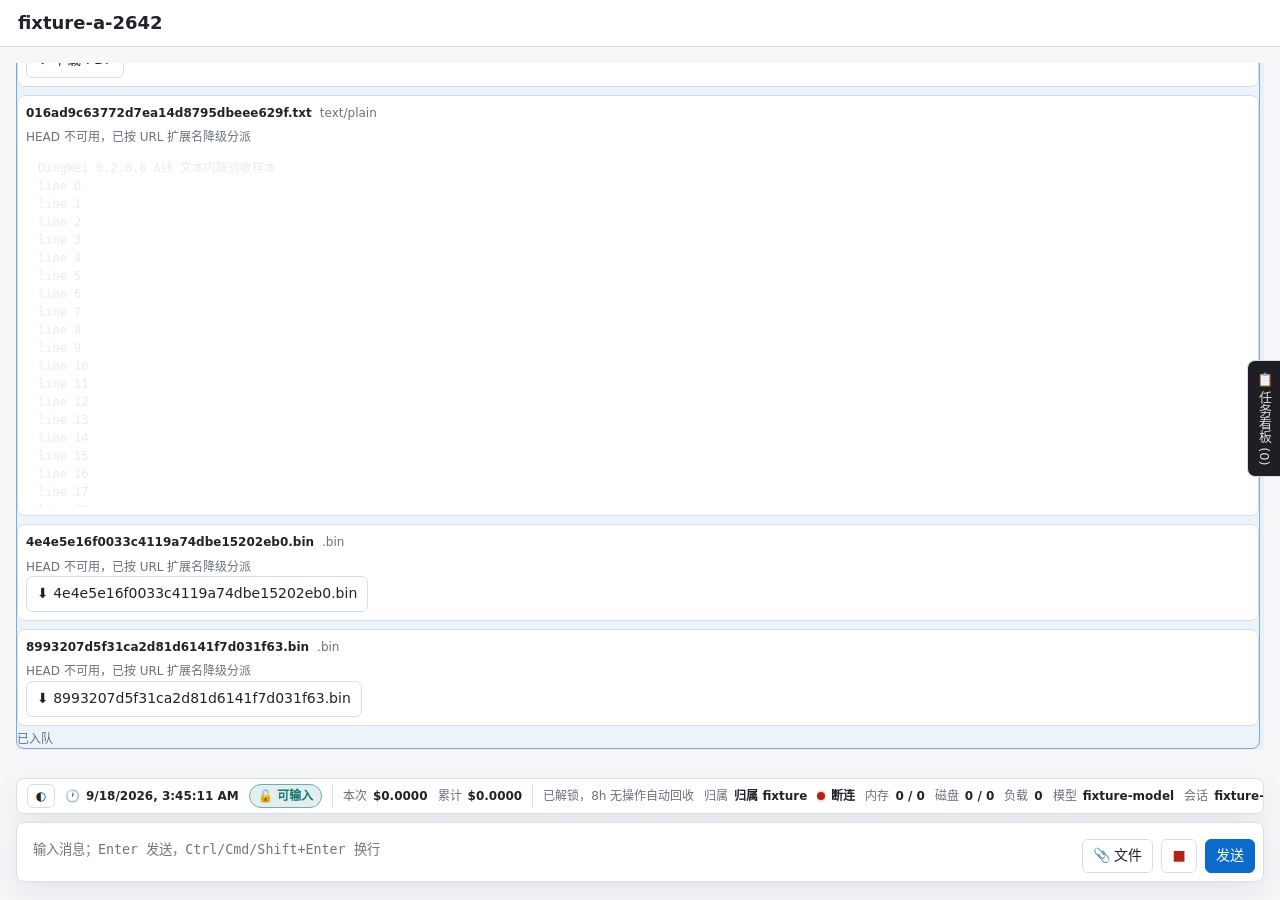 fixture-a-2642
016ad9c63772d7ea14d8795dbeee629f.txt text/plain
HEAD 不可用，已按 URL 扩展名降级分派
DingWei 0.2.0.6 A线 文本内联验收样本
line 0
line 1
line 2
line 3
line 4
line 5
line 6
line 7
line 8
line 9
line 10
line 11
line 12
line 13
line 14
line 15
line 16
line 17
📋 任务看板 (0)
4e4e5e16f0033c4119a74dbe15202eb0.bin .bin
HEAD 不可用，已按 URL 扩展名降级分派
⬇ 4e4e5e16f0033c4119a74dbe15202eb0.bin
8993207d5f31ca2d81d6141f7d031f63.bin .bin
HEAD 不可用，已按 URL 扩展名降级分派
⬇ 8993207d5f31ca2d81d6141f7d031f63.bin
已入队
◐ 🕐 9/18/2026, 3:45:11 AM 🔓 可输入 本次 $0.0000 累计 $0.0000 已解锁，8h 无操作自动回收 归属 归属 fixture 断连 内存 0 / 0 磁盘 0 / 0 负载 0 模型 fixture-model 会话 fixture-
输入消息；Enter 发送，Ctrl/Cmd/Shift+Enter 换行
📎 文件 ■ 发送